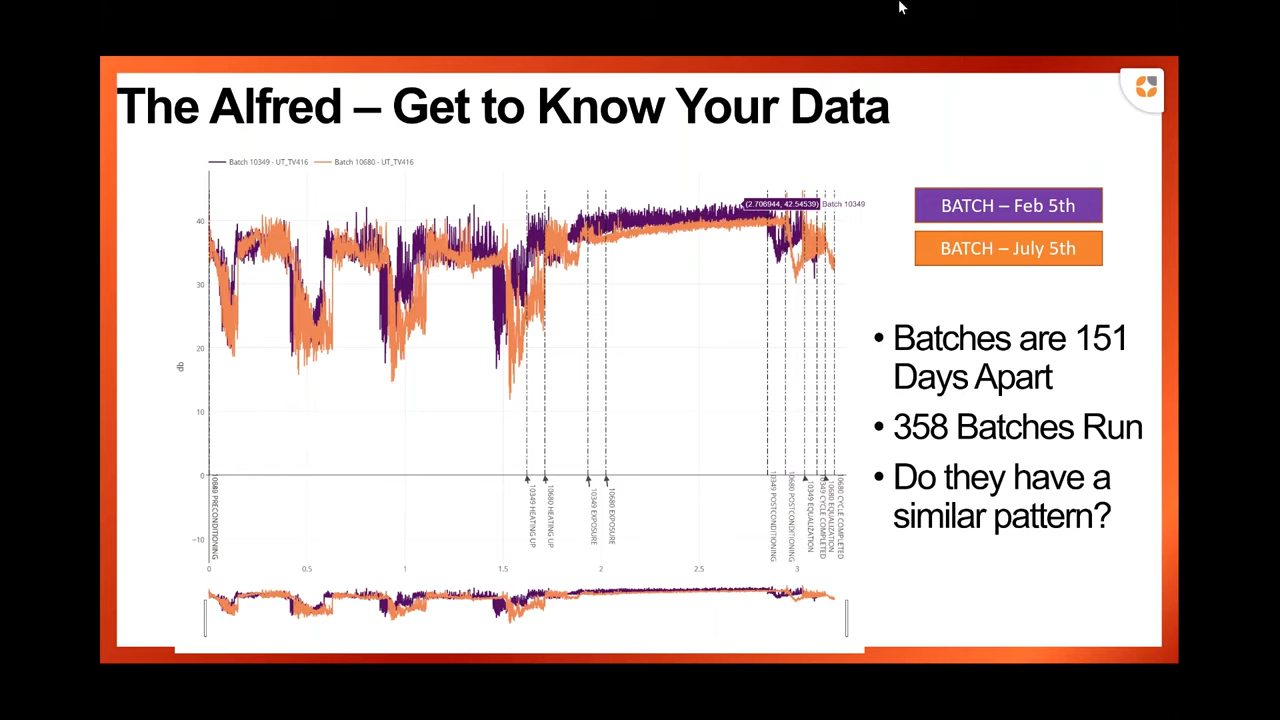 The Alfred – Get to Know Your Data
Batch 10349 - UT_TV416
Batch 10680 - UT_TV416
(2.706944, 42.54539)
Batch 10349
BATCH – Feb 5th
BATCH – July 5th
• Batches are 151
Days Apart
• 358 Batches Run
• Do they have a
similar pattern?
db
40
30
20
10
0
−10
PRECONDITIONING
10349 HEATING UP
10680 HEATING UP
10349 EXPOSURE
10680 EXPOSURE
10349 POSTCONDITIONING
10680 POSTCONDITIONING
10349 EQUALIZATION
10349 CYCLE COMPLETED
10680 EQUALIZATION
10680 CYCLE COMPLETED
0
0.5
1
1.5
2
2.5
3